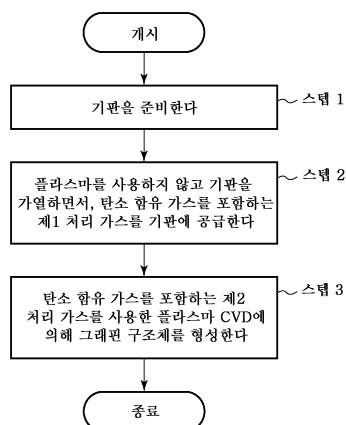 개시
기판을 준비한다
스텝 1
플라즈마를 사용하지 않고 기판을
가열하면서, 탄소 함유 가스를 포함하는
제1 처리 가스를 기판에 공급한다
스텝 2
탄소 함유 가스를 포함하는 제2
처리 가스를 사용한 플라즈마 CVD에
의해 그래핀 구조체를 형성한다
스텝 3
종료